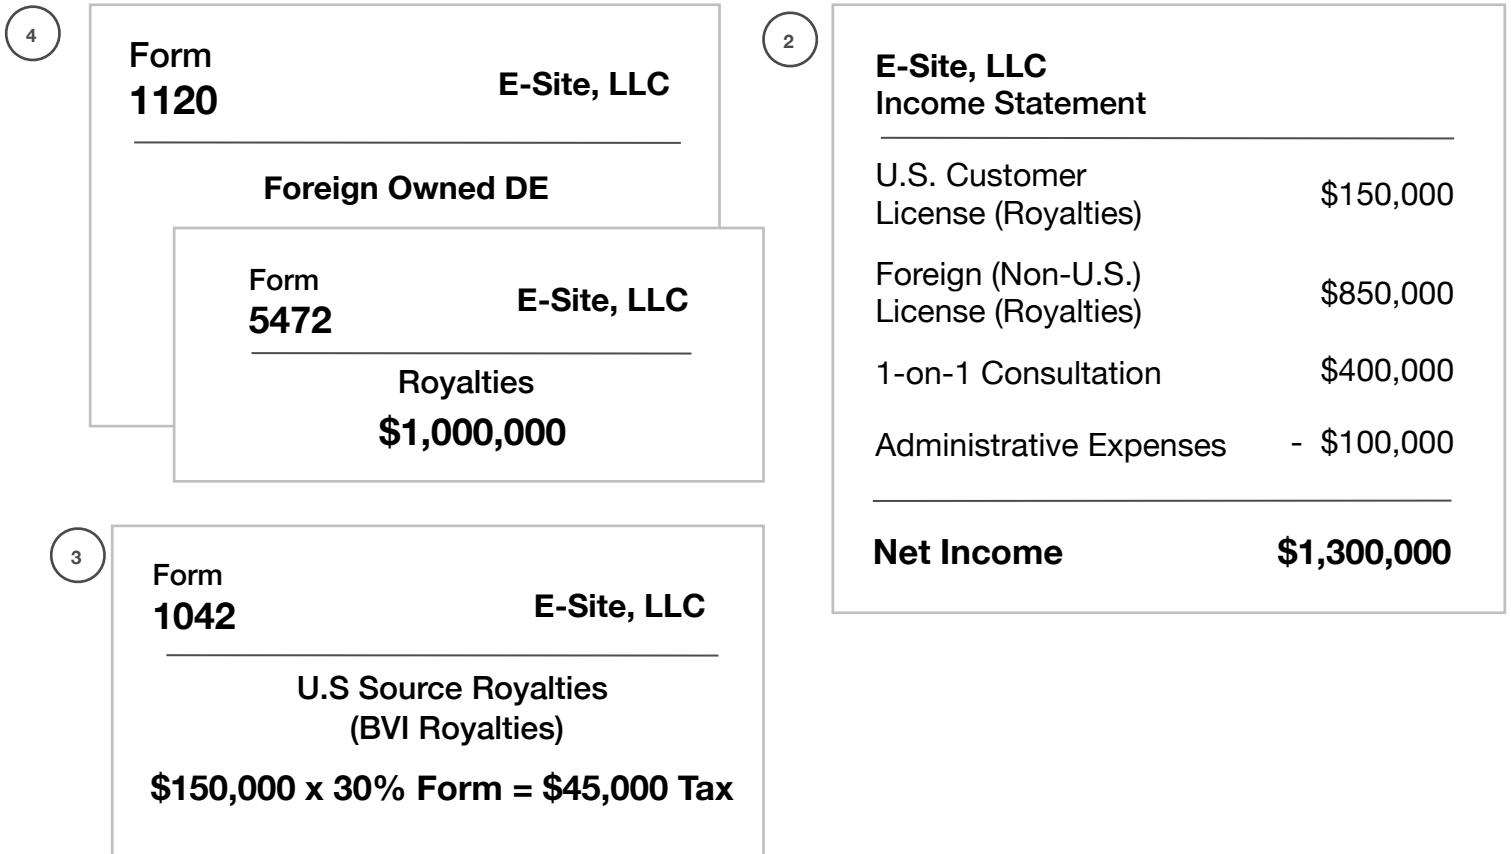 4
Form
1120
E-Site, LLC
Foreign Owned DE
Form
5472
E-Site, LLC
Royalties
$1,000,000
2
E-Site, LLC
Income Statement
U.S. Customer
License (Royalties)
$150,000
Foreign (Non-U.S.)
License (Royalties)
$850,000
1-on-1 Consultation $400,000
Administrative Expenses - $100,000
Net Income $1,300,000
3
Form
1042
E-Site, LLC
U.S Source Royalties
(BVI Royalties)
$150,000 x 30% Form = $45,000 Tax